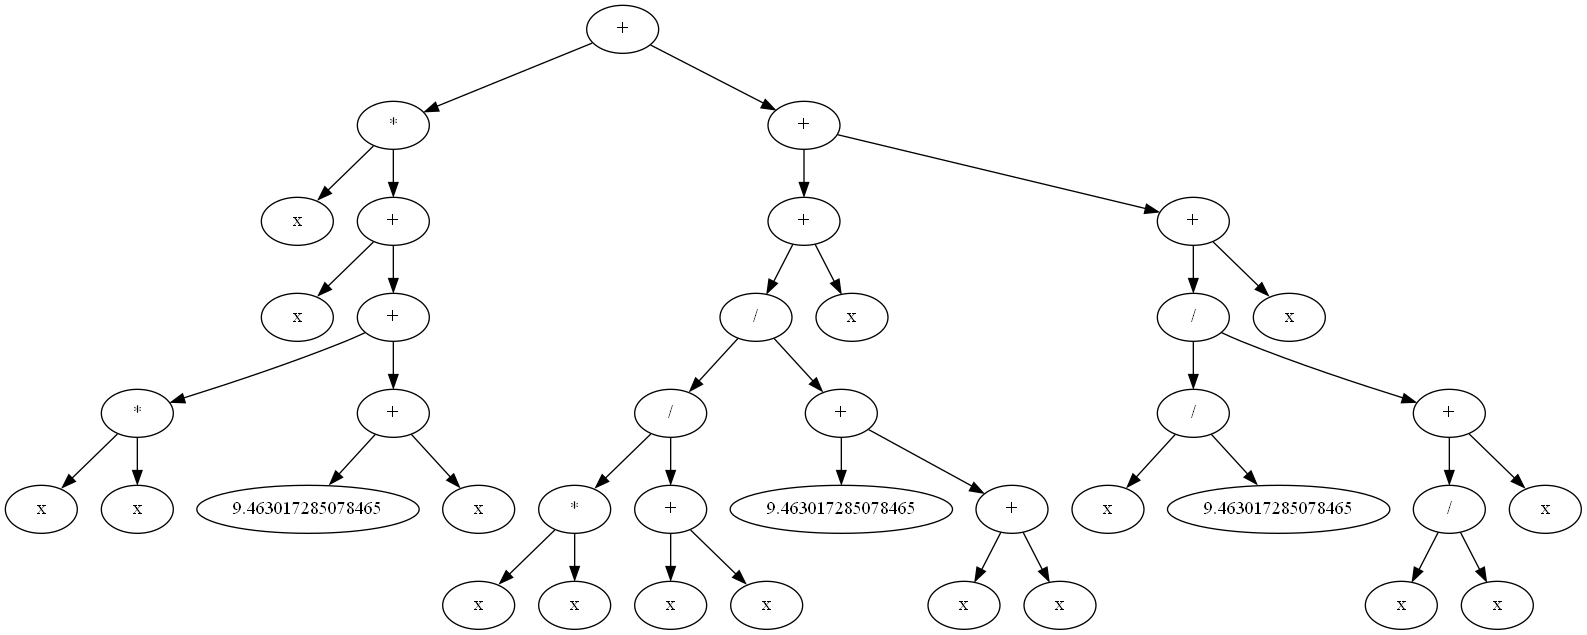 +
* +
x + + +
x + / x / x
* + / + / +
x x 9.463017285078465 x * + 9.463017285078465 + x 9.463017285078465 / x
x x x x x x x x